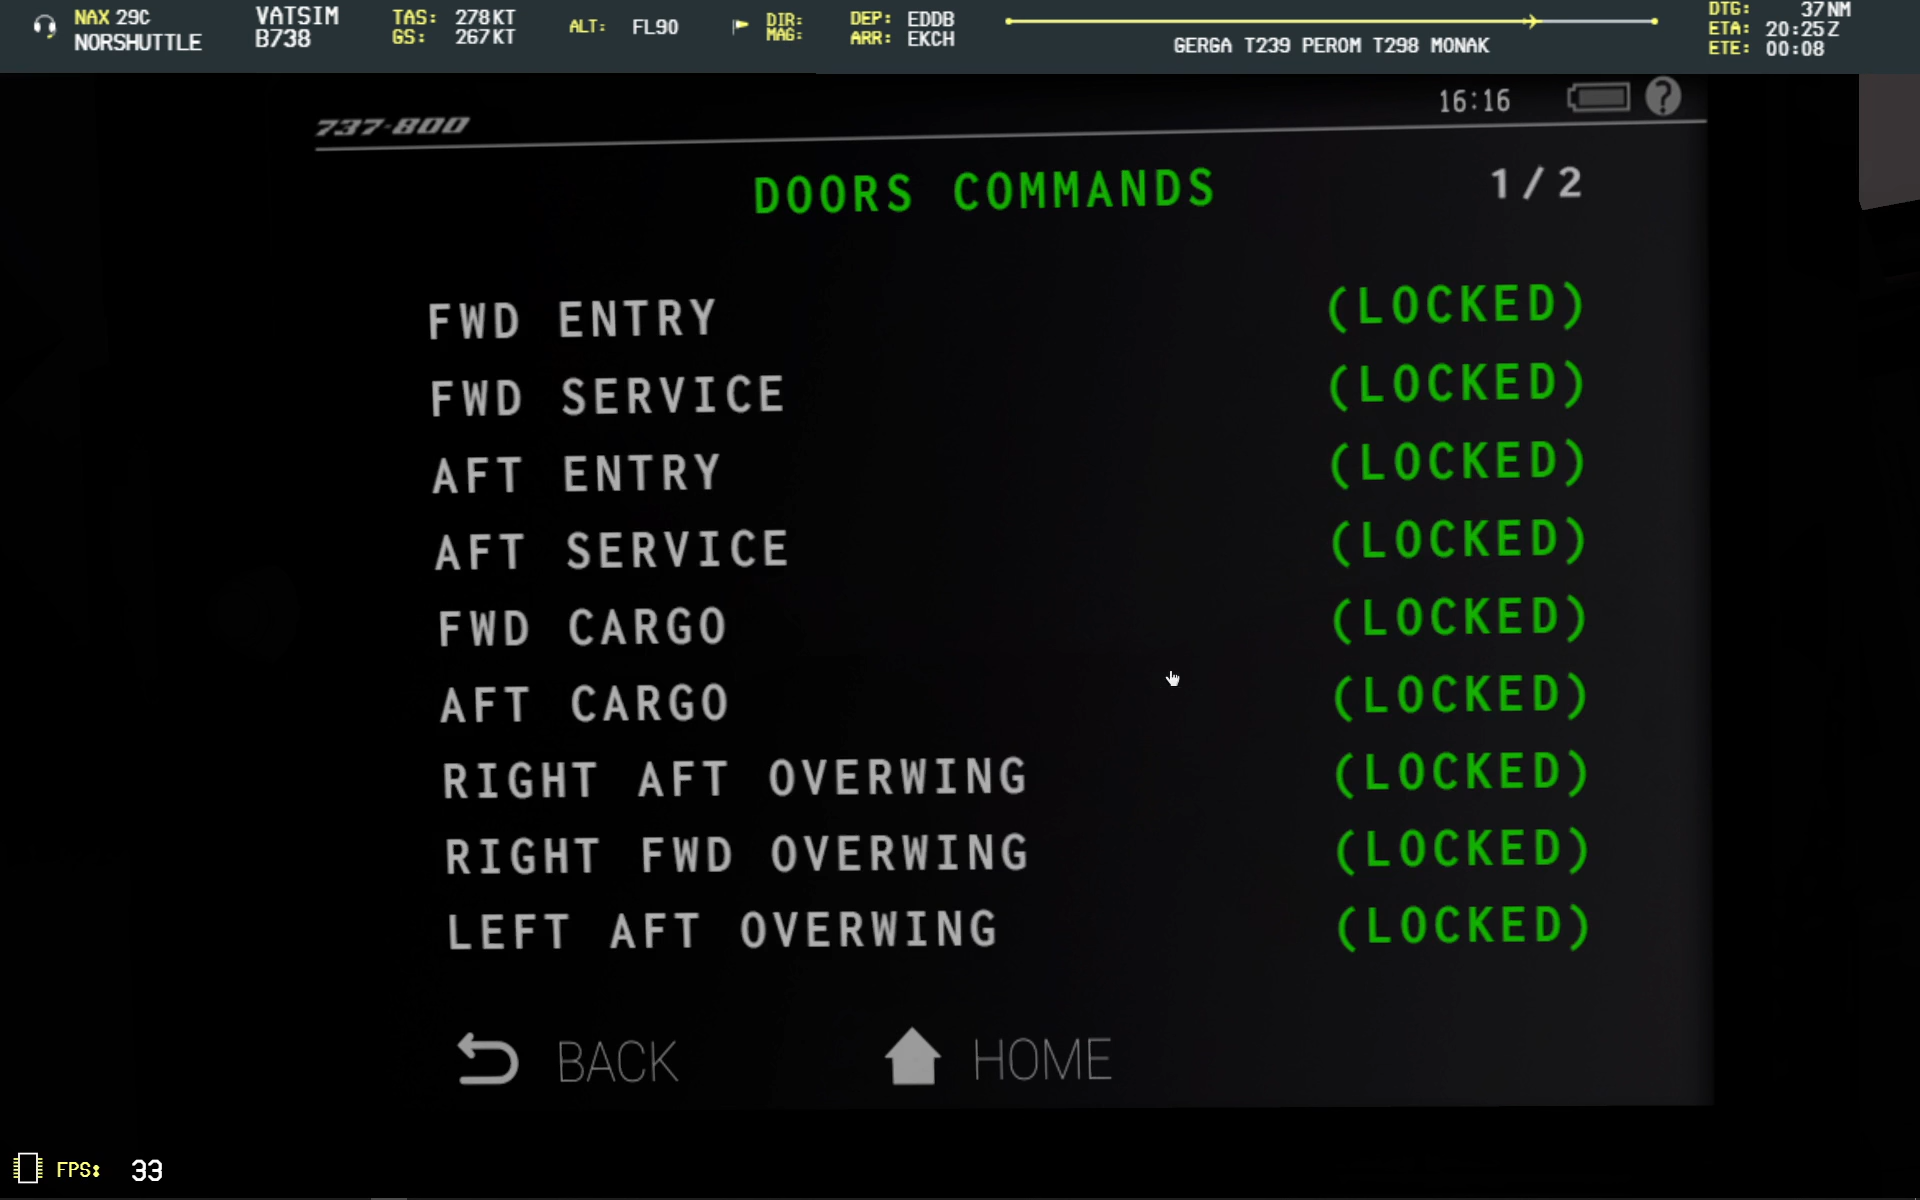 NAX 29C
NORSHUTTLE
VATSIM
B738
TAS: 278KT
GS: 267KT
ALT: FL90
DIR:
MAG:
DEP: EDDB
ARR: EKCH
GERGA T239 PEROM T298 MONAK
DTG: 37NM
ETA: 20:25Z
ETE: 00:08
737-800
16:16
?
DOORS COMMANDS
1/2
FWD ENTRY (LOCKED)
FWD SERVICE (LOCKED)
AFT ENTRY (LOCKED)
AFT SERVICE (LOCKED)
FWD CARGO (LOCKED)
AFT CARGO (LOCKED)
RIGHT AFT OVERWING (LOCKED)
RIGHT FWD OVERWING (LOCKED)
LEFT AFT OVERWING (LOCKED)
BACK HOME
FPS: 33